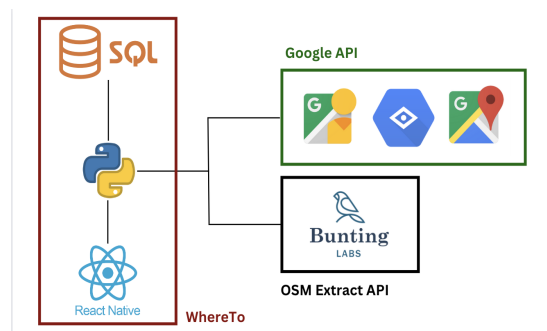 SQL
React Native
WhereTo
Google API
G
G
Bunting
LABS
OSM Extract API